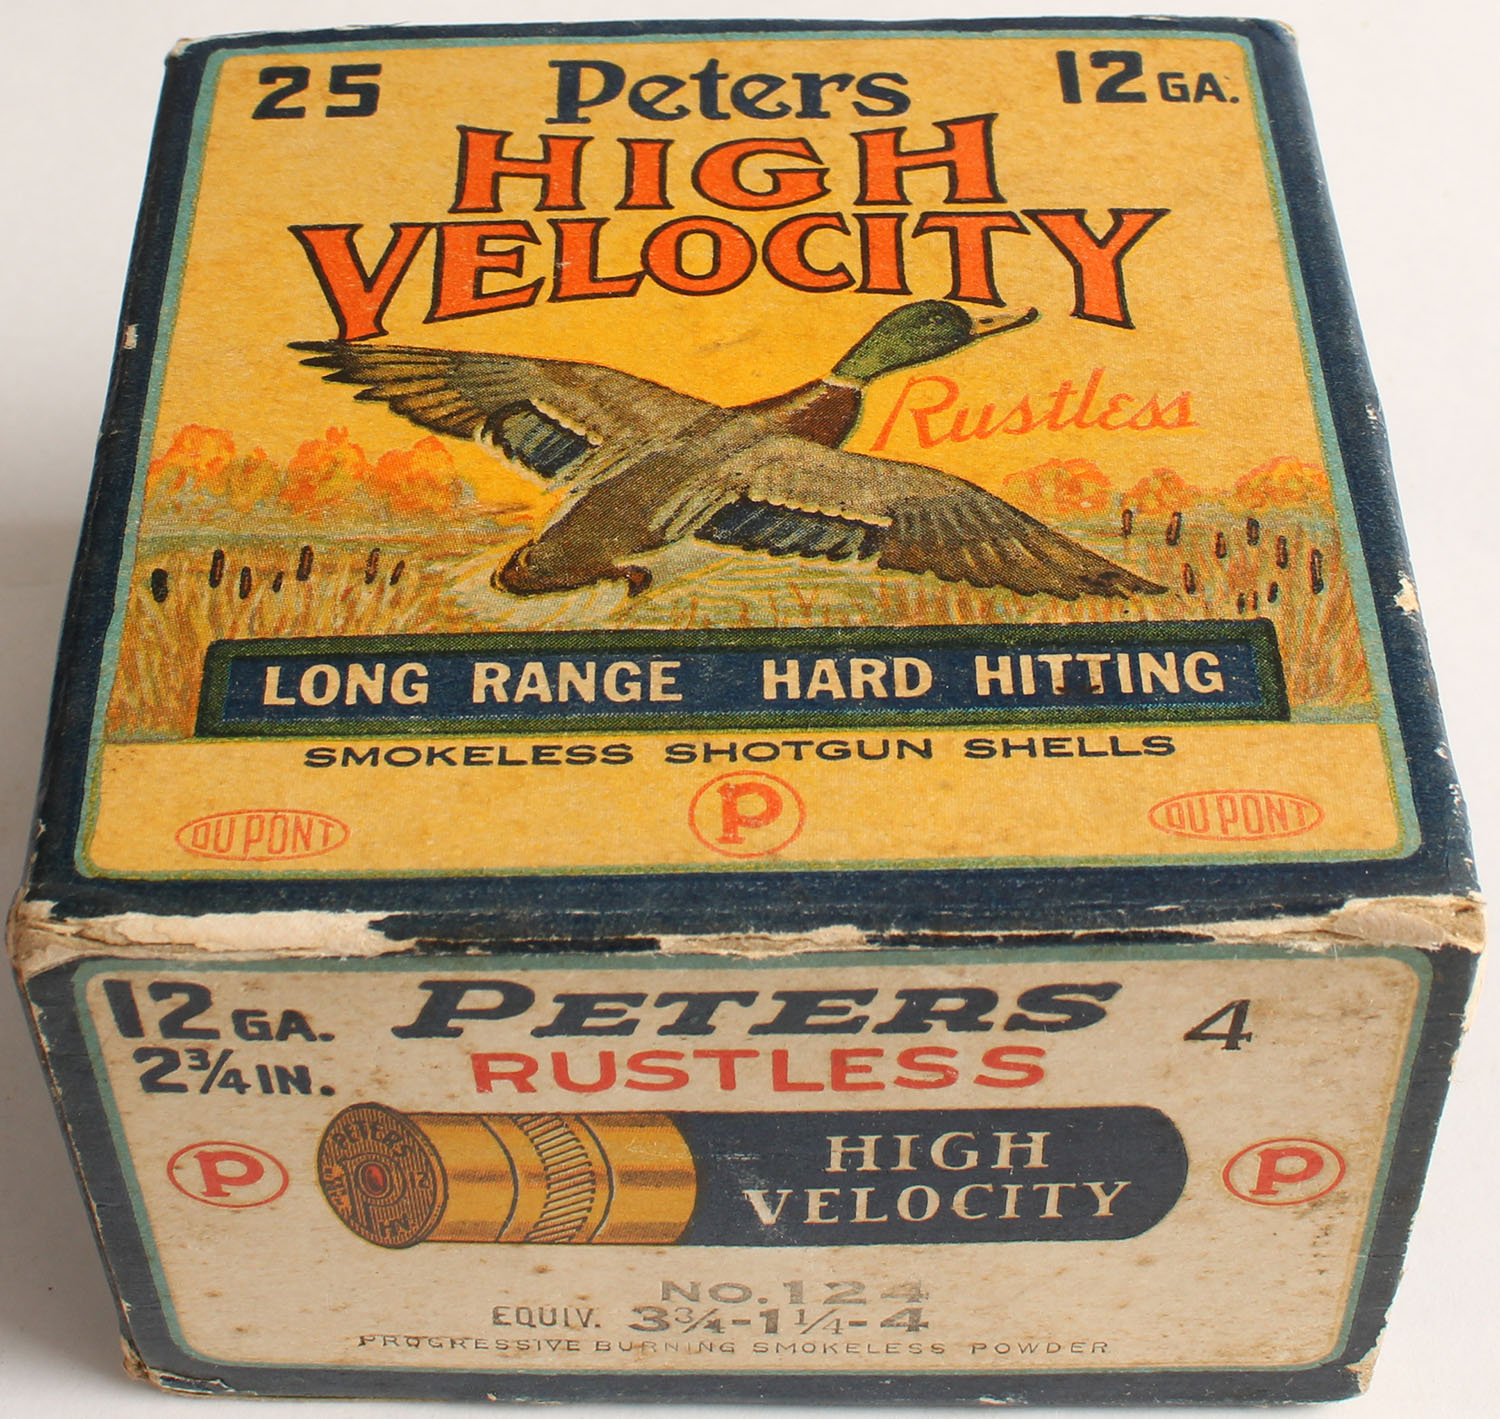 25 Peters 12 GA.
HIGH
VELOCITY
Rustless
LONG RANGE HARD HITTING
SMOKELESS SHOTGUN SHELLS
DU PONT P DU PONT
12 GA. PETERS 4
2¾ IN. RUSTLESS
PETERS
12
HIGH
VELOCITY
P P
NO. 124
EQUIV. 3¾-1¼-4
PROGRESSIVE BURNING SMOKELESS POWDER